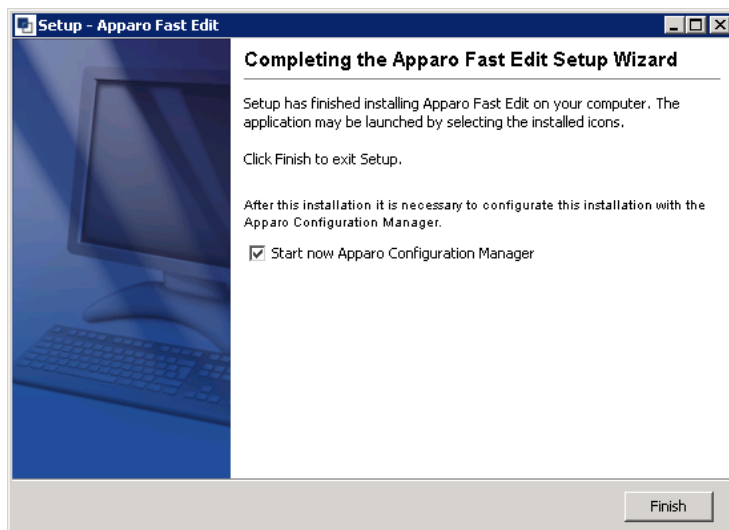 Setup - Apparo Fast Edit
Completing the Apparo Fast Edit Setup Wizard
Setup has finished installing Apparo Fast Edit on your computer. The
application may be launched by selecting the installed icons.
Click Finish to exit Setup.
After this installation it is necessary to configurate this installation with the
Apparo Configuration Manager.
Start now Apparo Configuration Manager
Finish